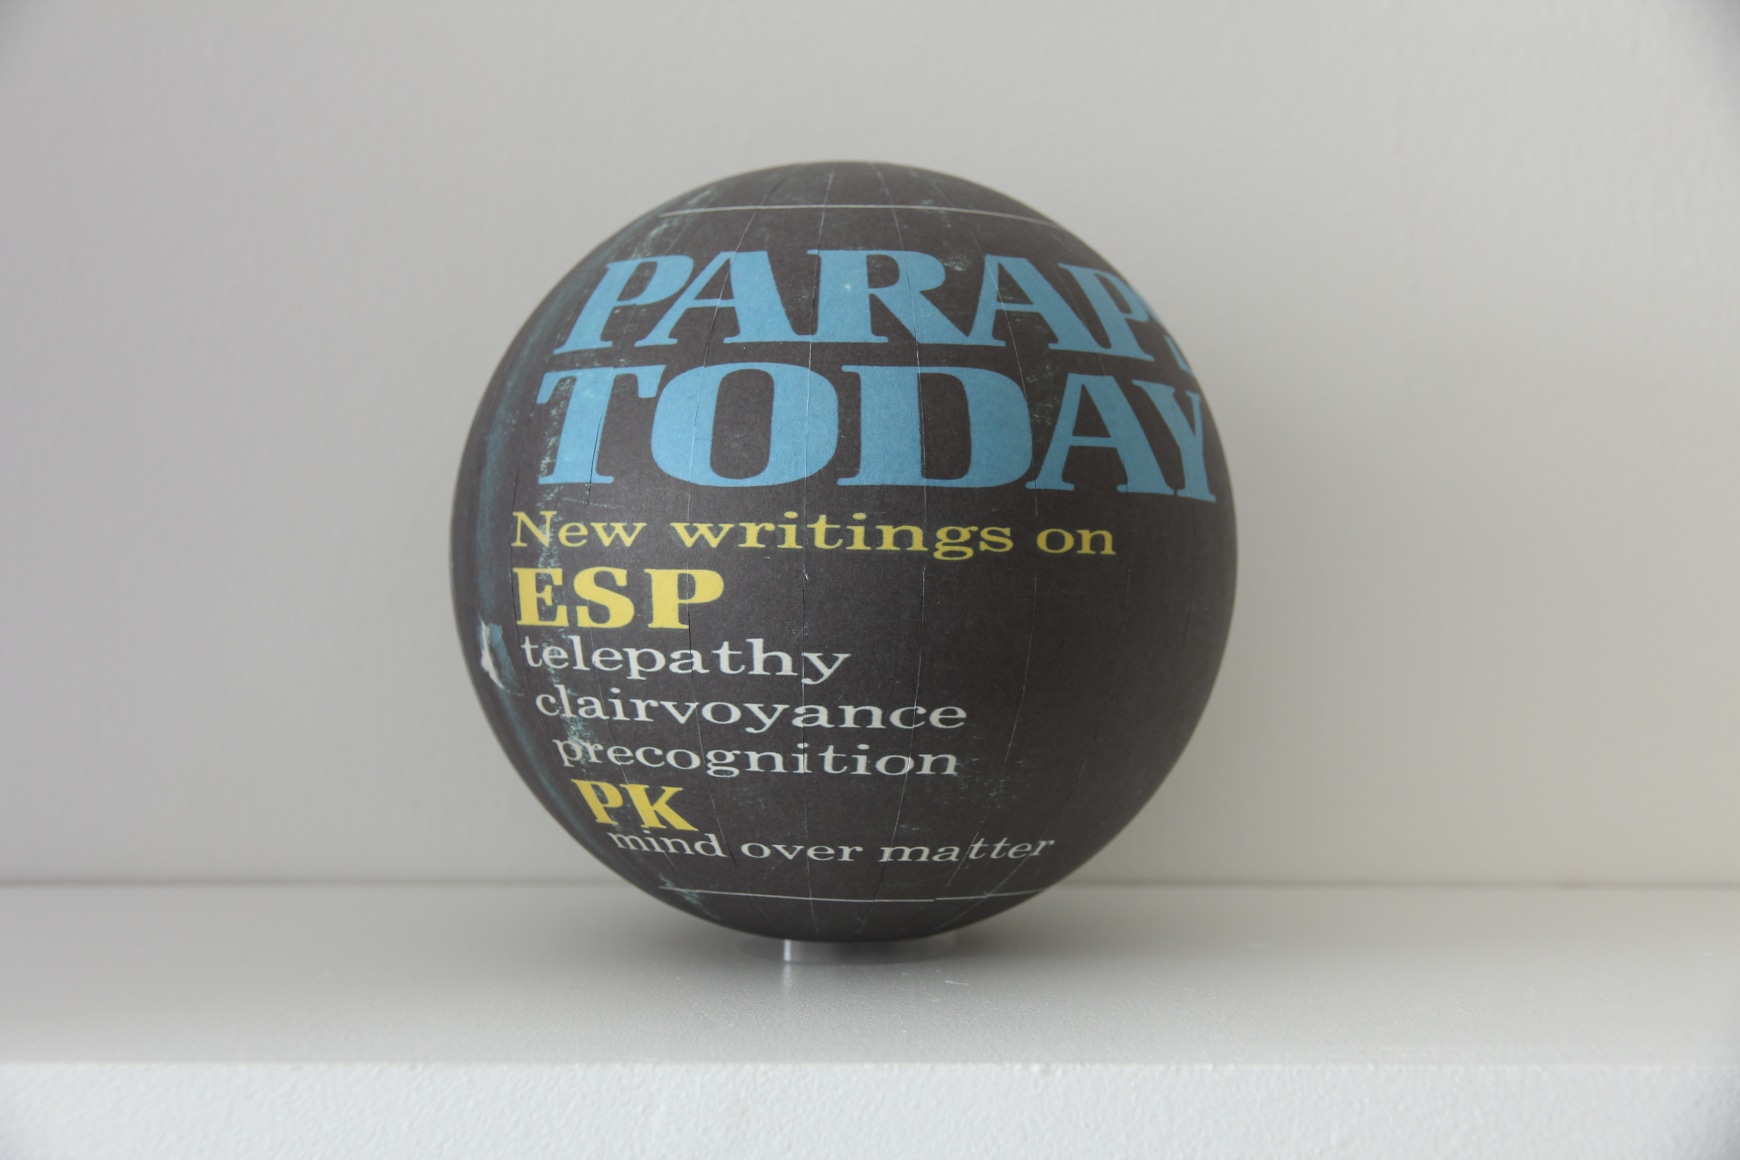 PARAP
TODAY
New writings on
ESP
telepathy
clairvoyance
precognition
PK
mind over matter